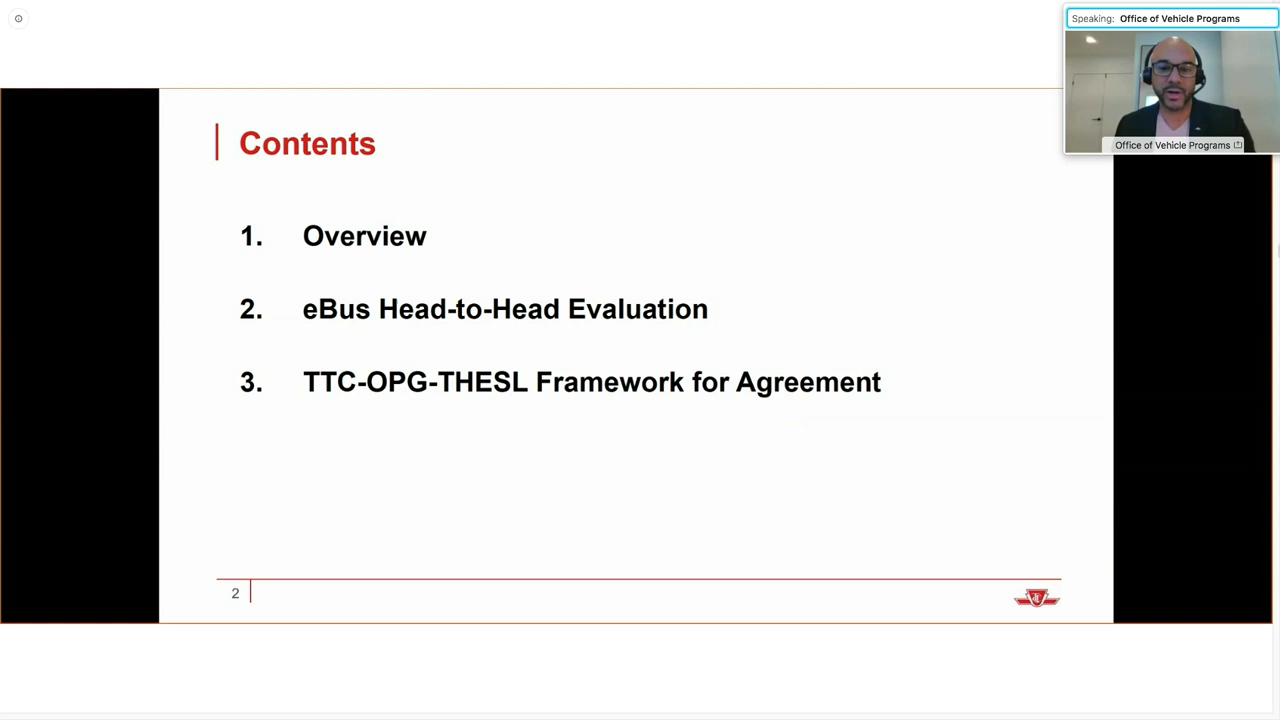 Speaking: Office of Vehicle Programs
Office of Vehicle Programs
Contents
1. Overview
2. eBus Head-to-Head Evaluation
3. TTC-OPG-THESL Framework for Agreement
2